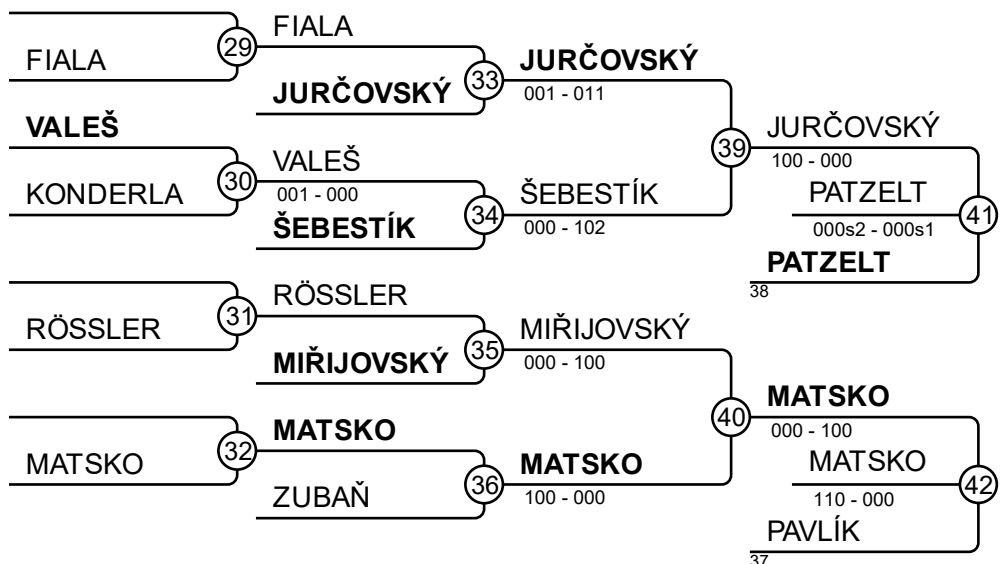 FIALA
29
FIALA
JURČOVSKÝ
33
JURČOVSKÝ
001 - 011
VALEŠ
KONDERLA
30
VALEŠ
001 - 000
ŠEBESTÍK
34
ŠEBESTÍK
000 - 102
39
JURČOVSKÝ
100 - 000
PATZELT
000s2 - 000s1
41
PATZELT
38
RÖSSLER
31
RÖSSLER
MIŘIJOVSKÝ
35
MIŘIJOVSKÝ
000 - 100
MATSKO
32
MATSKO
ZUBAŇ
36
MATSKO
100 - 000
40
MATSKO
000 - 100
MATSKO
110 - 000
42
PAVLÍK
37